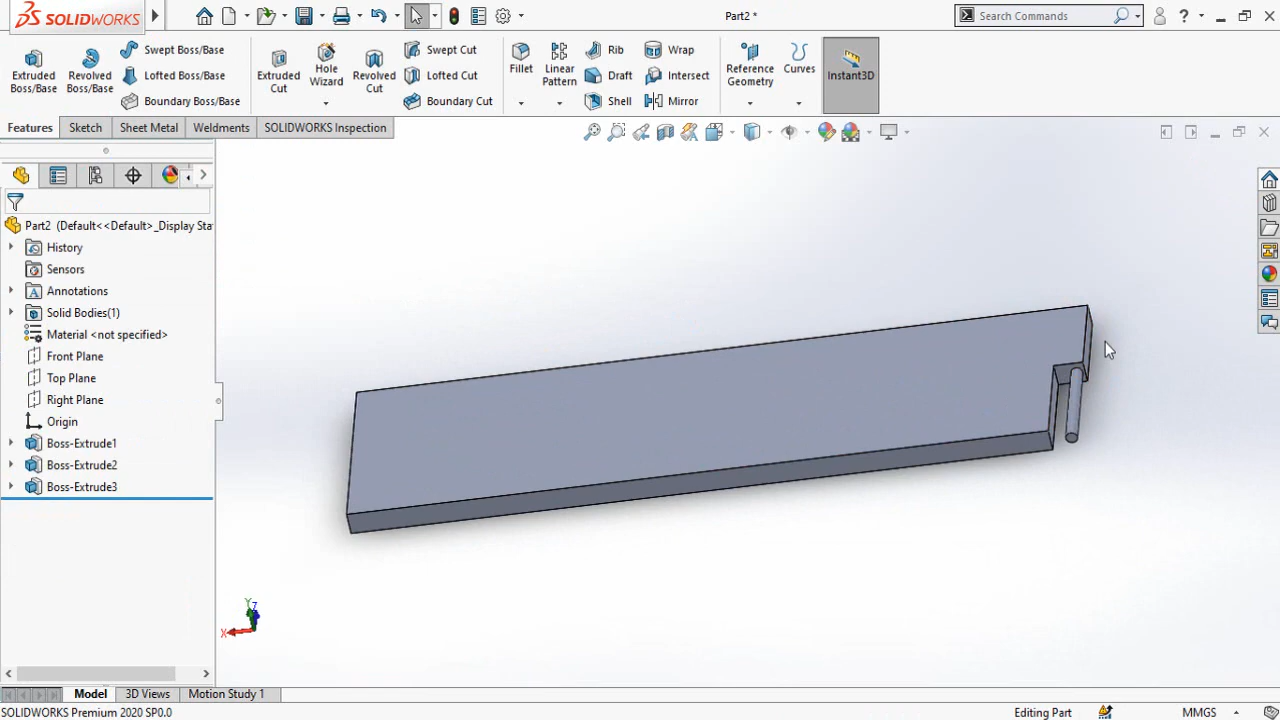 SOLIDWORKS
Part2 *
Search Commands
?
Extruded Boss/Base
Revolved Boss/Base
Swept Boss/Base
Lofted Boss/Base
Boundary Boss/Base
Extruded Cut
Hole Wizard
Revolved Cut
Swept Cut
Lofted Cut
Boundary Cut
Fillet
Linear Pattern
Rib
Draft
Shell
Wrap
Intersect
Mirror
Reference Geometry
Curves
Instant3D
Features
Sketch
Sheet Metal
Weldments
SOLIDWORKS Inspection
Part2 (Default<<Default>_Display Sta
History
Sensors
Annotations
Solid Bodies(1)
Material <not specified>
Front Plane
Top Plane
Right Plane
Origin
Boss-Extrude1
Boss-Extrude2
Boss-Extrude3
Y
Z
X
Model
3D Views
Motion Study 1
SOLIDWORKS Premium 2020 SP0.0
Editing Part
MMGS